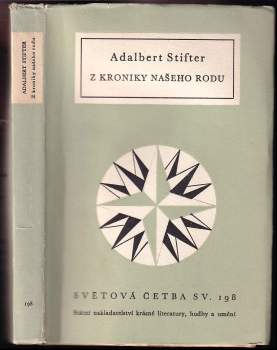 ADALBERT STIFTER
Z kroniky našeho rodu
198
Adalbert Stifter
Z KRONIKY NAŠEHO RODU
SVĚTOVÁ ČETBA SV. 198
Státní nakladatelství krásné literatury, hudby a umění